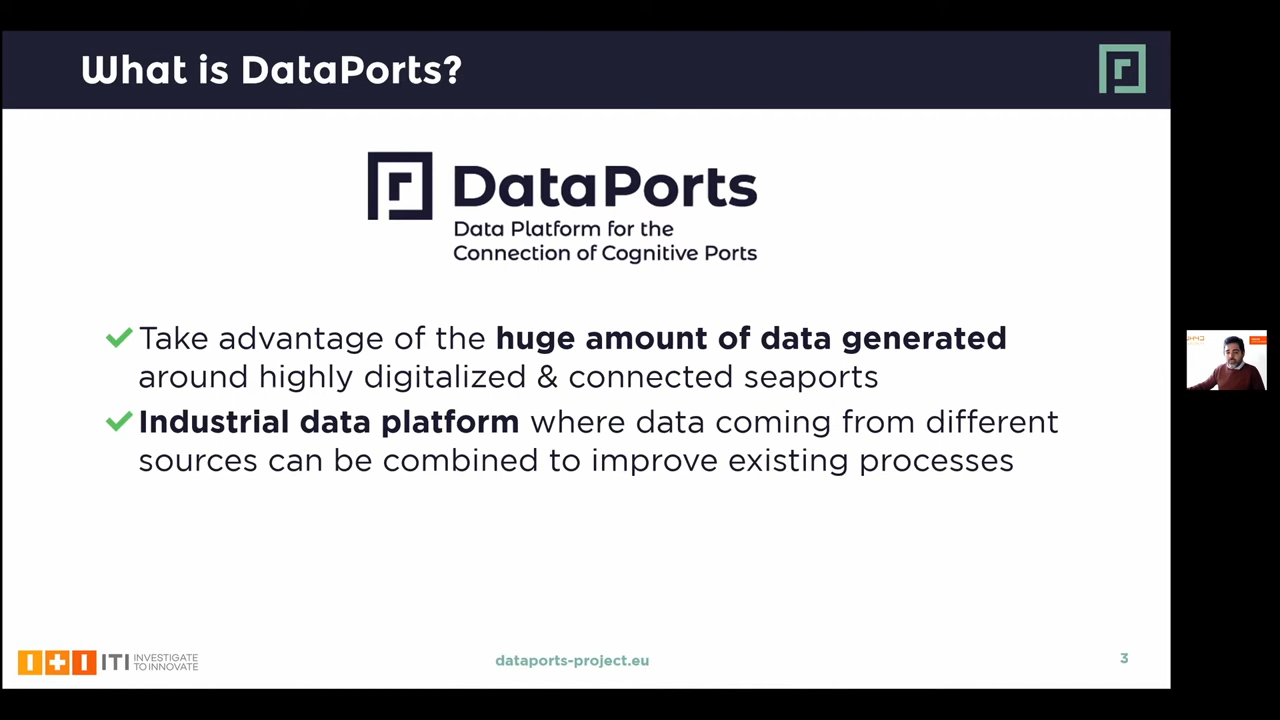 What is DataPorts?
DataPorts
Data Platform for the
Connection of Cognitive Ports
Take advantage of the huge amount of data generated
around highly digitalized & connected seaports
Industrial data platform where data coming from different
sources can be combined to improve existing processes
ITI INVESTIGATE
TO INNOVATE
dataports-project.eu
3